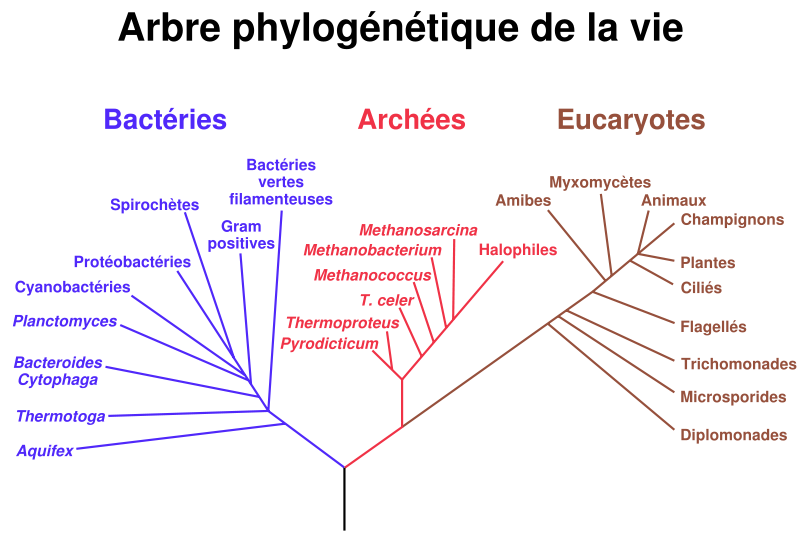 Arbre phylogénétique de la vie
Bactéries
Archées
Eucaryotes
Bactéries
vertes
filamenteuses
Spirochètes
Gram
positives
Protéobactéries
Cyanobactéries
Planctomyces
Bacteroides
Cytophaga
Thermotoga
Aquifex
Methanosarcina
Methanobacterium
Halophiles
Methanococcus
T. celer
Thermoproteus
Pyrodicticum
Myxomycètes
Amibes
Animaux
Champignons
Plantes
Ciliés
Flagellés
Trichomonades
Microsporides
Diplomonades